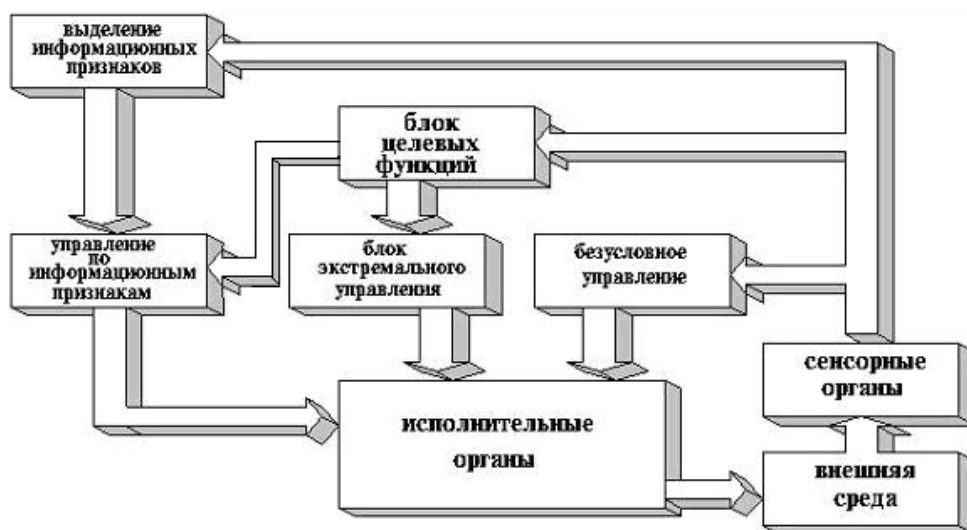 выделение
информационных
признаков
блок
целевых
функций
управление
по
информационным
признакам
блок
экстремального
управления
безусловное
управление
сенсорные
органы
исполнительные
органы
внешняя
среда